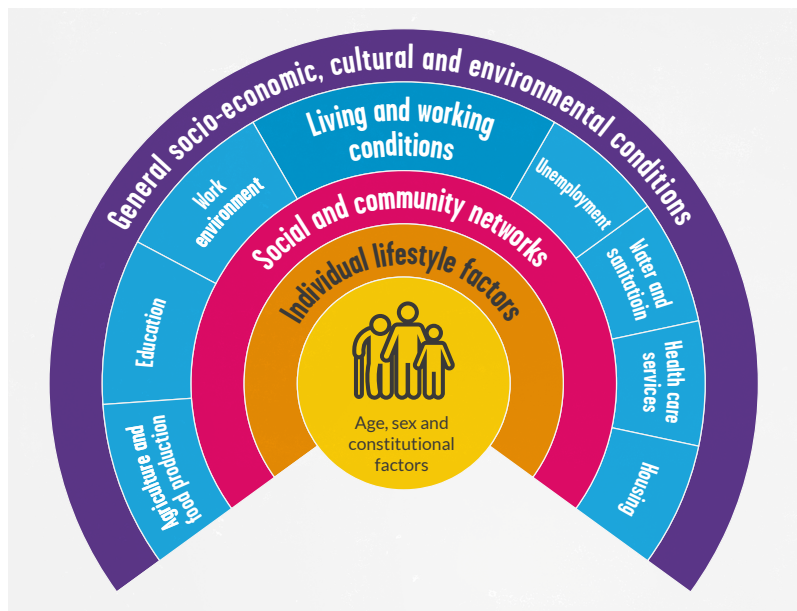 General socio-economic, cultural and environmental conditions
Living and working
conditions
Agriculture and
food production
Education
Work
environment
Unemployment
Water and
sanitatioin
Health care
services
Housing
Social and community networks
Individual lifestyle factors
Age, sex and
constitutional
factors